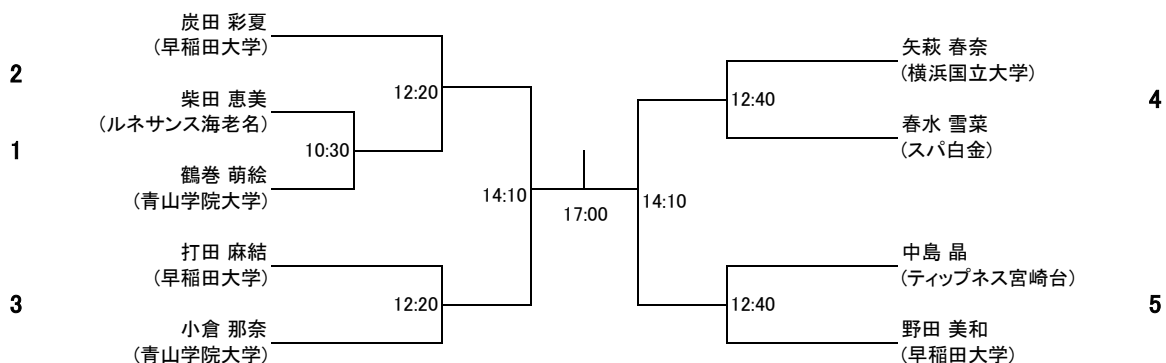 炭田 彩夏
(早稲田大学)
2
12:20
柴田 恵美
(ルネサンス海老名)
1
10:30
鶴巻 萌絵
(青山学院大学)
14:10
打田 麻結
(早稲田大学)
3
12:20
小倉 那奈
(青山学院大学)
17:00
矢萩 春奈
(横浜国立大学)
12:40
4
春水 雪菜
(スパ白金)
14:10
中島 晶
(ティップネス宮崎台)
12:40
5
野田 美和
(早稲田大学)